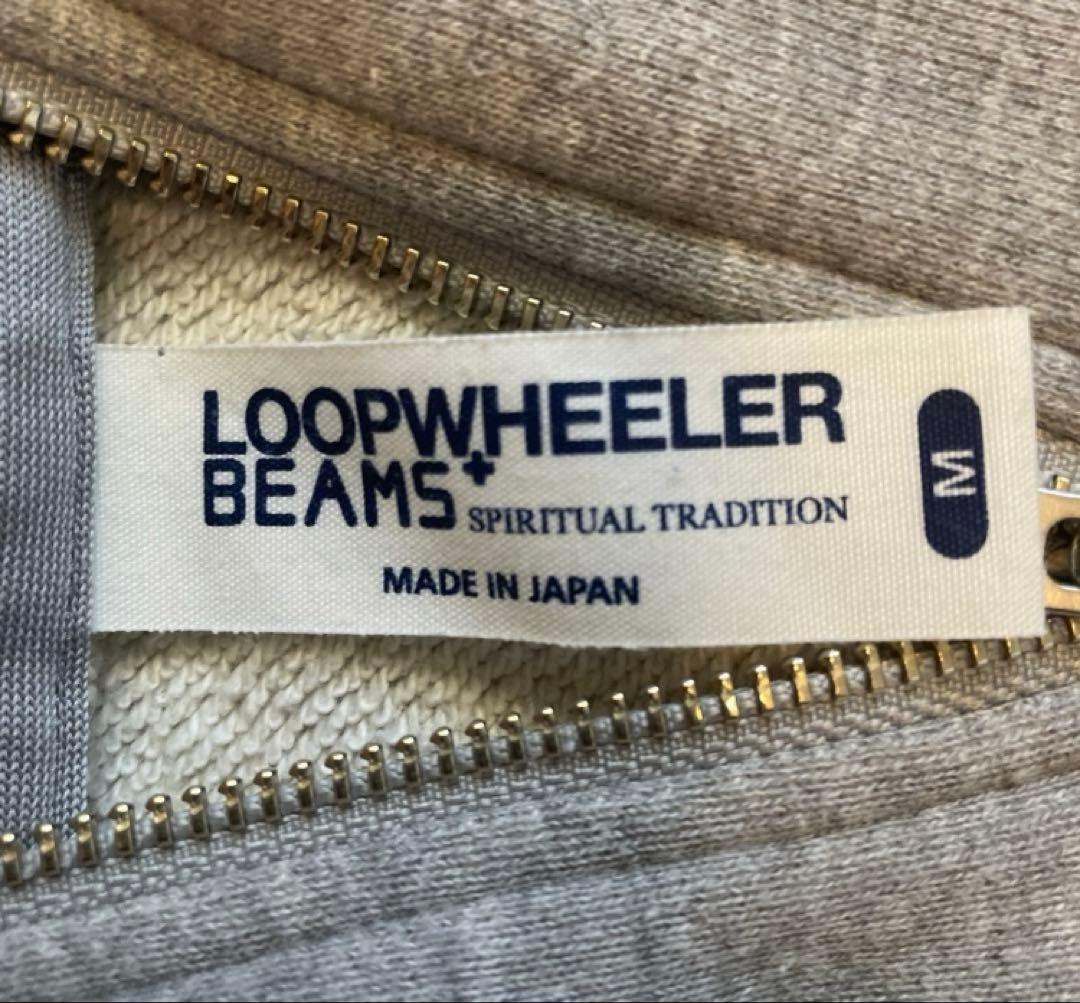 LOOPWHEELER
BEAMS+ SPIRITUAL TRADITION
MADE IN JAPAN
M